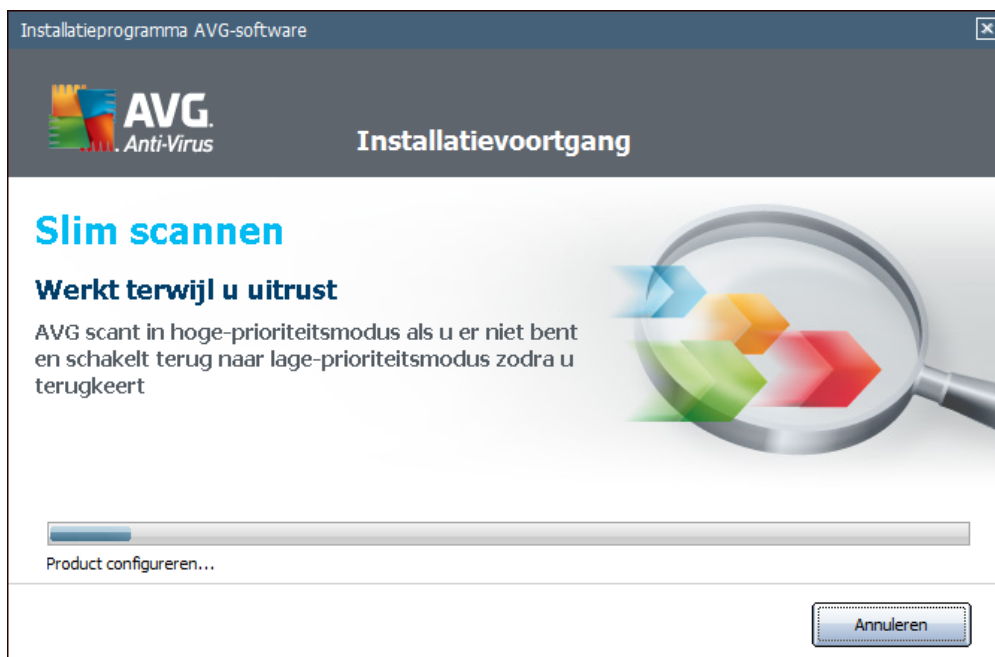 Installatieprogramma AVG-software
AVG.
Anti-Virus
Installatievoortgang
Slim scannen
Werkt terwijl u uitrust
AVG scant in hoge-prioriteitsmodus als u er niet bent
en schakelt terug naar lage-prioriteitsmodus zodra u
terugkeert
Product configureren...
Annuleren